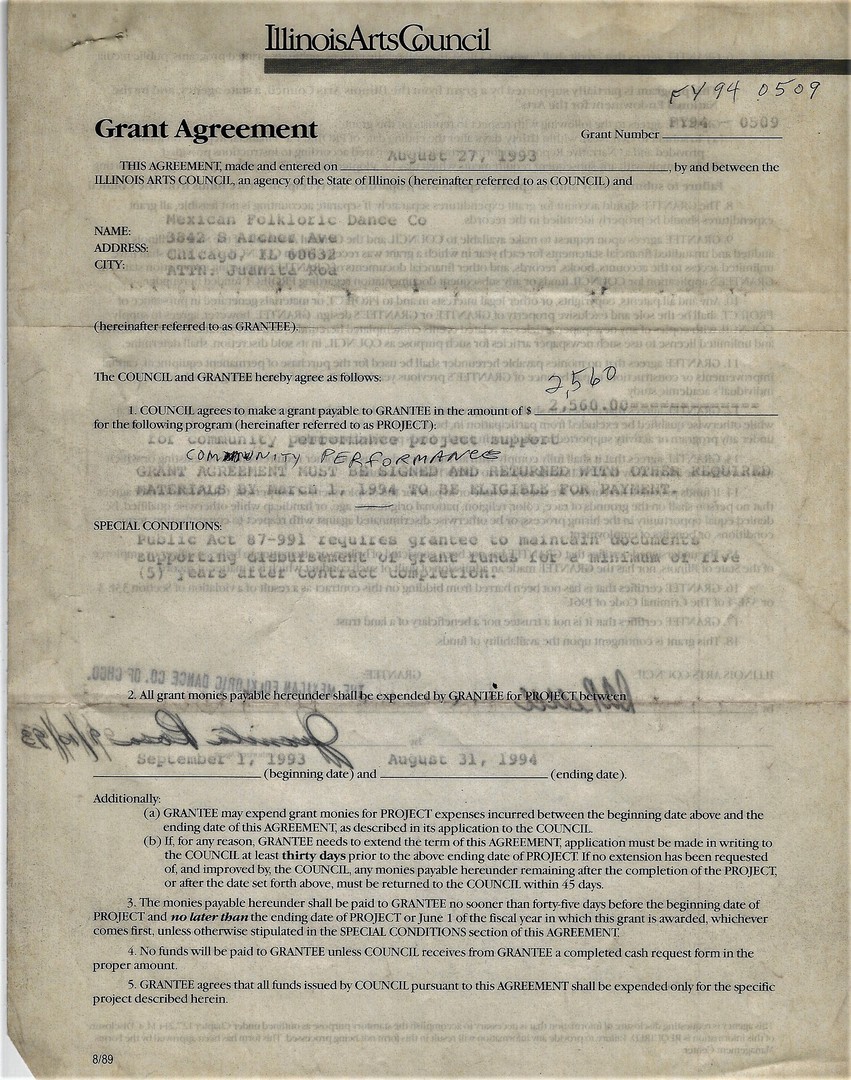 IllinoisArtsCouncil
FY94 0509
Grant Agreement
Grant Number FY94 - 0509
August 27, 1993
THIS AGREEMENT, made and entered on , by and between the
ILLINOIS ARTS COUNCIL, an agency of the State of Illinois (hereinafter referred to as COUNCIL) and
Mexican Folkloric Dance Co
NAME:
3842 S Archer Ave
ADDRESS:
Chicago, IL 60632
CITY:
ATTN: Juanita Roa
(hereinafter referred to as GRANTEE).
The COUNCIL and GRANTEE hereby agree as follows:
2,560
1. COUNCIL agrees to make a grant payable to GRANTEE in the amount of $ 2,560.00
for the following program (hereinafter referred to as PROJECT):
for community performance project support
COMMUNITY PERFORMANCE
GRANT AGREEMENT MUST BE SIGNED AND RETURNED WITH OTHER REQUIRED
MATERIALS BY March 1, 1994 TO BE ELIGIBLE FOR PAYMENT.
SPECIAL CONDITIONS:
Public Act 87-991 requires grantee to maintain documents
supporting disbursement of grant funds for a minimum of five
(5) years after contract completion.
2. All grant monies payable hereunder shall be expended by GRANTEE for PROJECT between
September 1, 1993 August 31, 1994
(beginning date) and (ending date).
Additionally:
(a) GRANTEE may expend grant monies for PROJECT expenses incurred between the beginning date above and the
ending date of this AGREEMENT, as described in its application to the COUNCIL.
(b) If, for any reason, GRANTEE needs to extend the term of this AGREEMENT, application must be made in writing to
the COUNCIL at least thirty days prior to the above ending date of PROJECT. If no extension has been requested
of, and improved by, the COUNCIL, any monies payable hereunder remaining after the completion of the PROJECT,
or after the date set forth above, must be returned to the COUNCIL within 45 days.
3. The monies payable hereunder shall be paid to GRANTEE no sooner than forty-five days before the beginning date of
PROJECT and no later than the ending date of PROJECT or June 1 of the fiscal year in which this grant is awarded, whichever
comes first, unless otherwise stipulated in the SPECIAL CONDITIONS section of this AGREEMENT.
4. No funds will be paid to GRANTEE unless COUNCIL receives from GRANTEE a completed cash request form in the
proper amount.
5. GRANTEE agrees that all funds issued by COUNCIL pursuant to this AGREEMENT shall be expended only for the specific
project described herein.
8/89